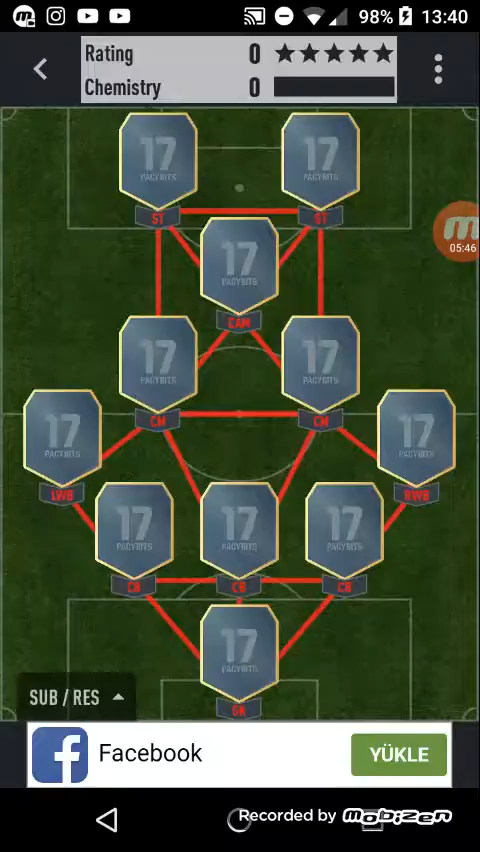 98% 13:40
Rating 0
Chemistry 0
05:46
17 PACYBITS
17 PACYBITS
ST ST
17 PACYBITS
CAM
17 PACYBITS
17 PACYBITS
CM CM
17 PACYBITS
17 PACYBITS
LWB RWB
17 PACYBITS
17 PACYBITS
17 PACYBITS
CB CB CB
17 PACYBITS
GK
SUB / RES
Facebook YÜKLE
Recorded by Mobizen